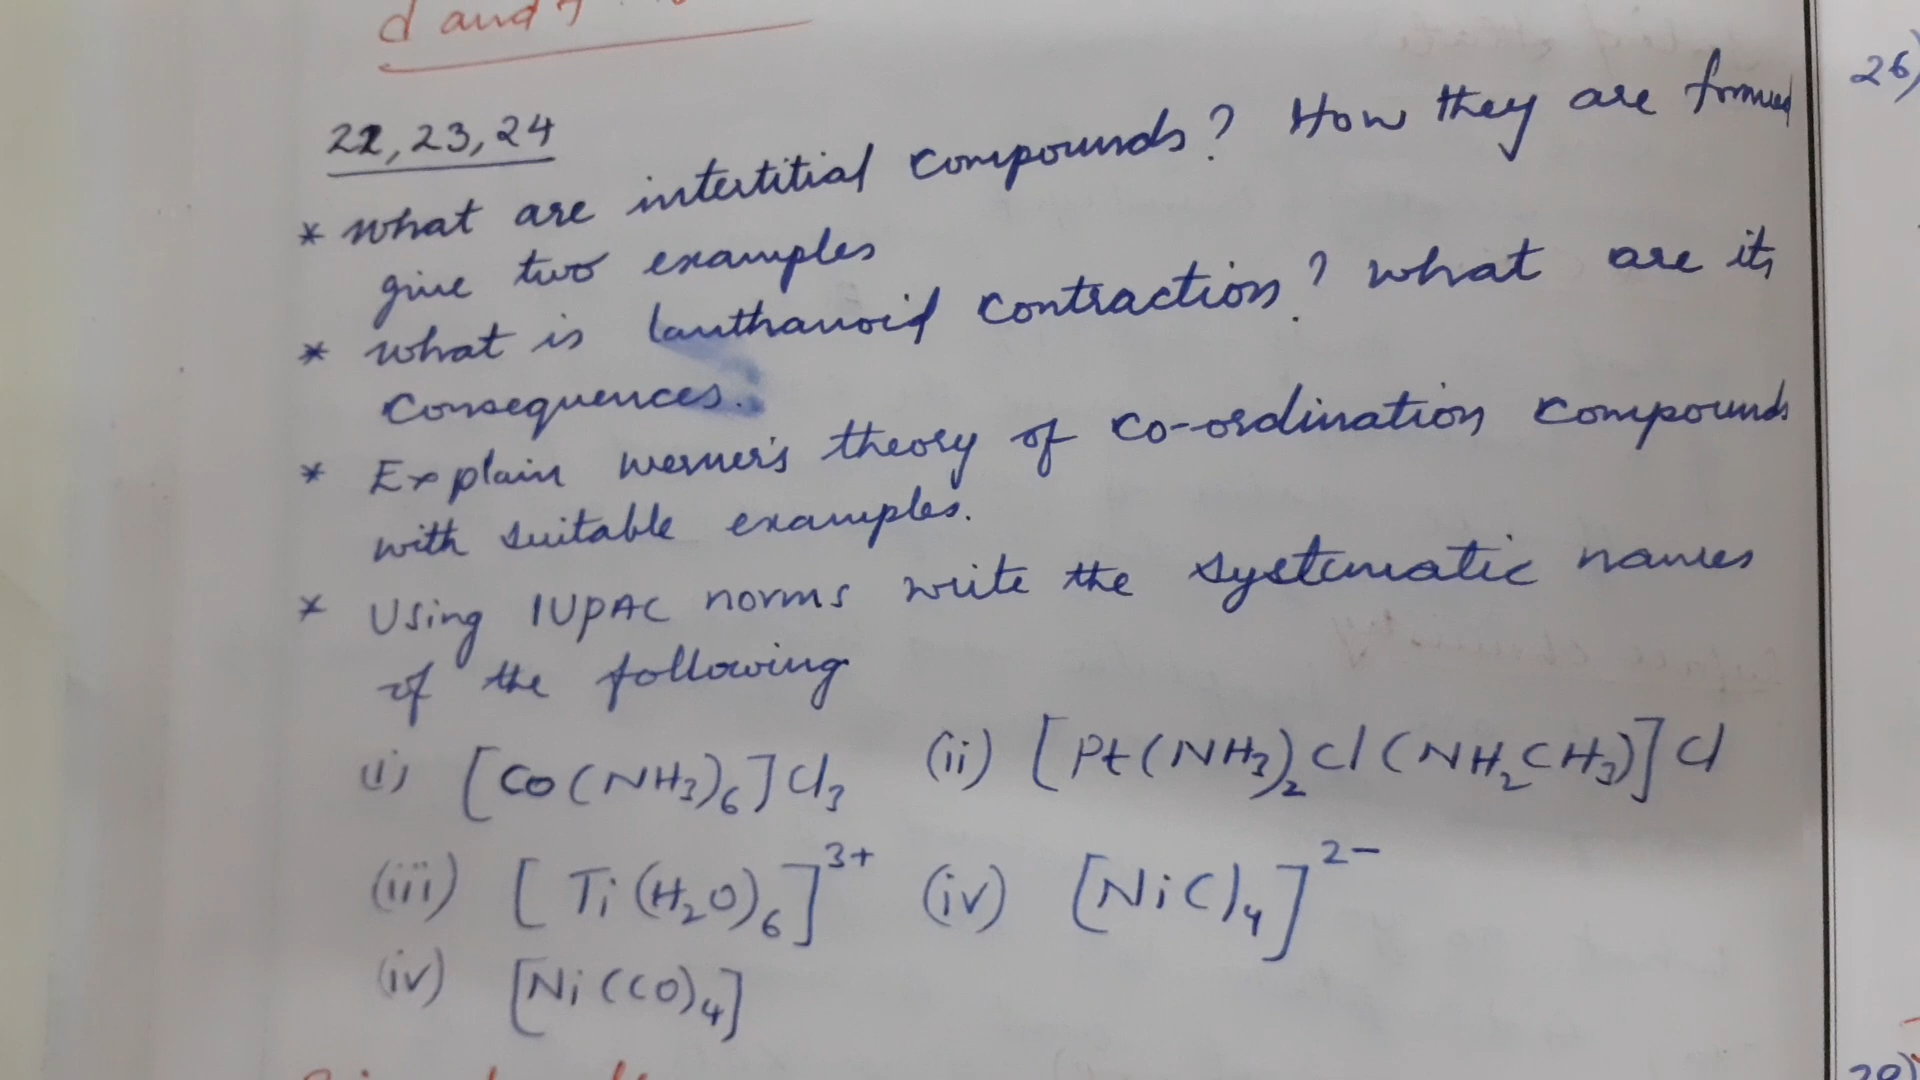 d and f
22, 23, 24
* What are intertitial compounds? How they are formed
give two examples
* what is lanthanoid contraction? what are its
consequences.
* Explain werner's theory of co-ordination compounds
with suitable examples.
* Using IUPAC norms write the systematic names
of the following
(i) [Co(NH₃)₆]Cl₃ (ii) [Pt(NH₃)₂Cl(NH₂CH₃)]Cl
(iii) [Ti(H₂O)₆]³⁺ (iv) [NiCl₄]²⁻
(iv) [Ni(CO)₄]
26)